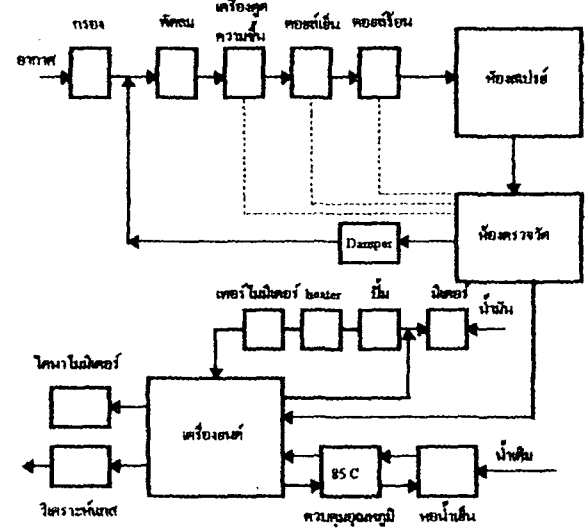 เครื่องดูด
กรอง
พัดลม
ความชื้น
คอยล์เย็น
คอยล์ร้อน
อากาศ
ห้องสเปรย์
ห้องตรวจวัด
Damper
เทอร์โมมิเตอร์
heater
ปั๊ม
มิเตอร์
น้ำมัน
ไดนาโมมิเตอร์
เครื่องยนต์
น้ำเติม
85 C
วิเคราะห์แกส
ควบคุมอุณหภูมิ
หอน้ำเย็น